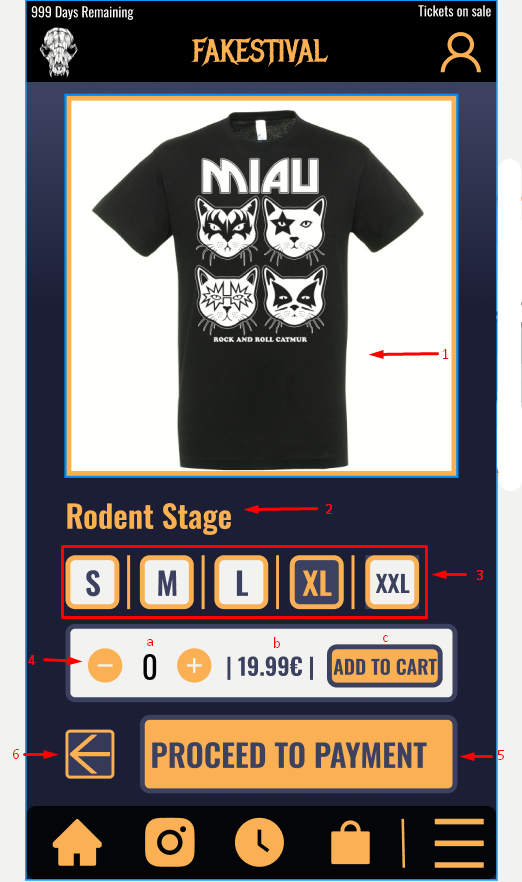 999 Days Remaining
Tickets on sale
FAKESTIVAL
MIAU
ROCK AND ROLL CATMUR
1
Rodent Stage
2
S | M | L | XL | XXL
3
a
b
c
4
− 0 + | 19.99€ | ADD TO CART
6
PROCEED TO PAYMENT
5